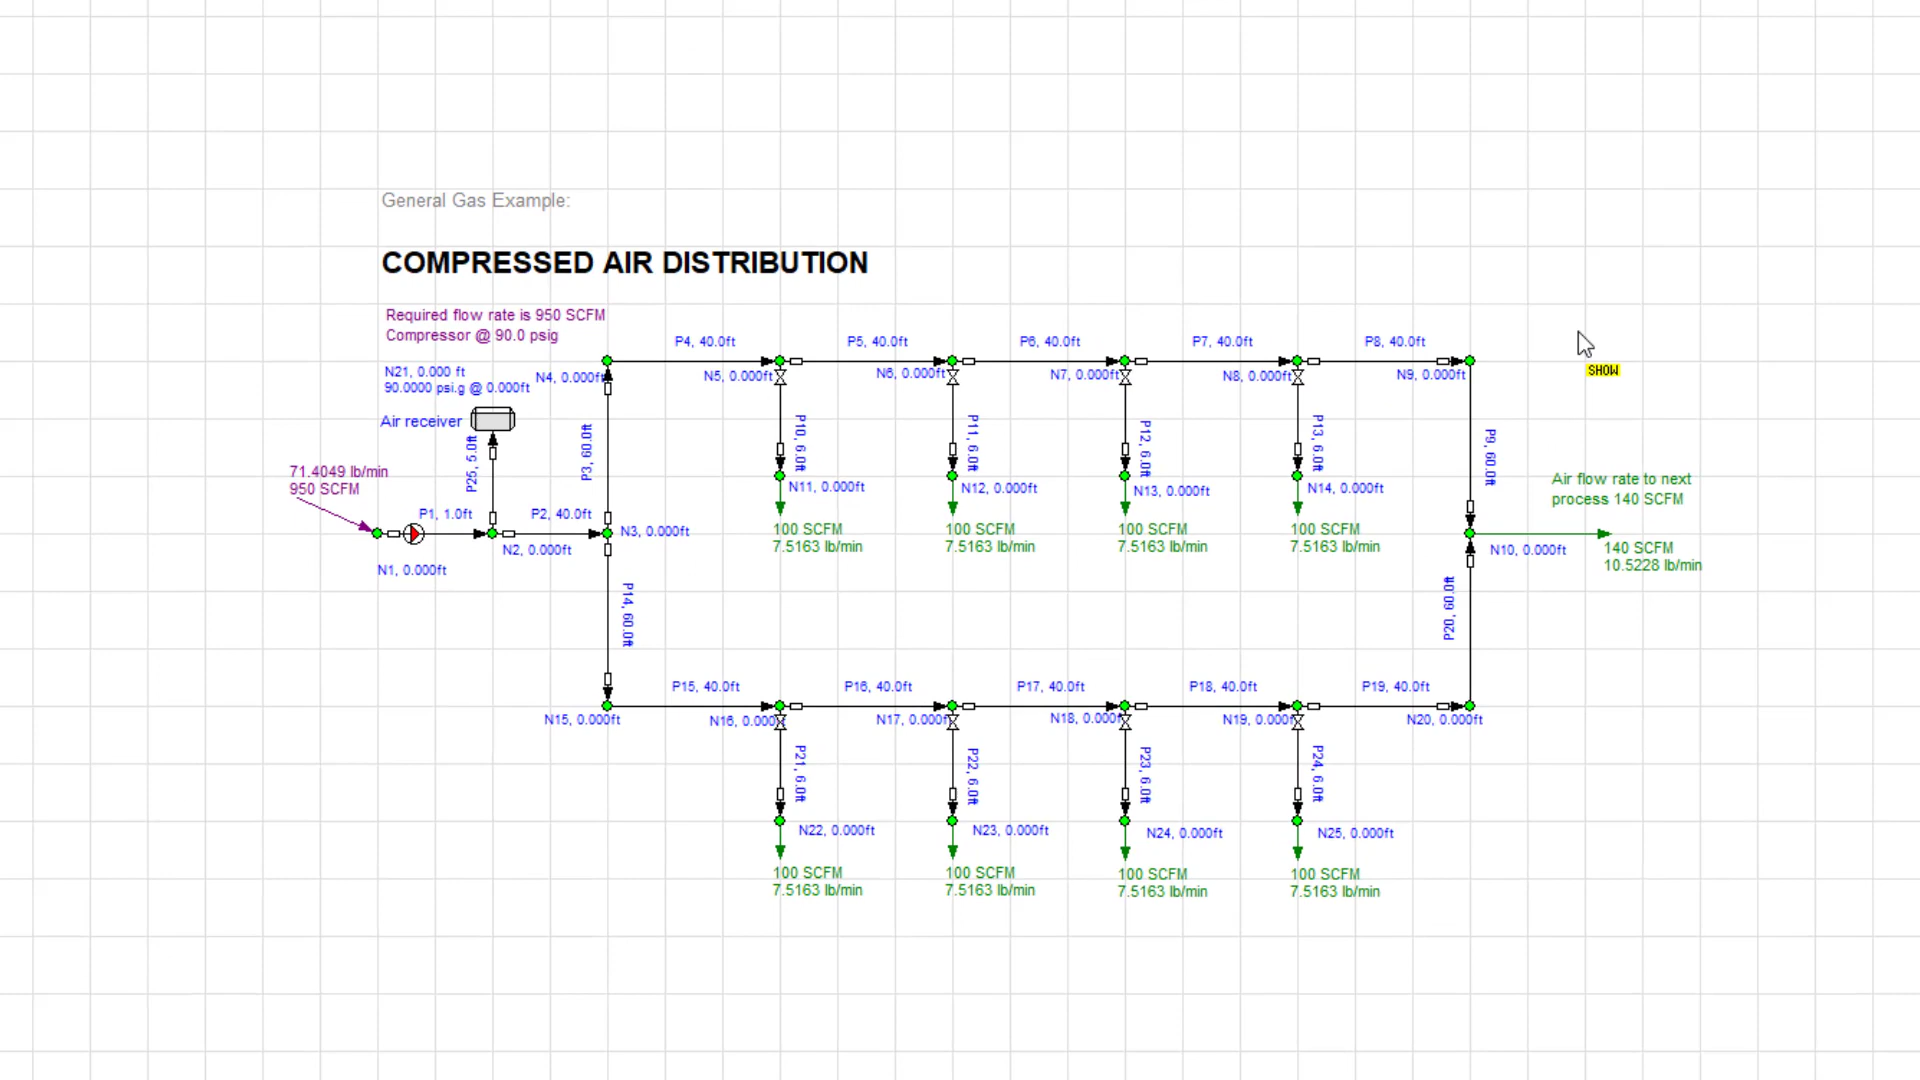 General Gas Example:
COMPRESSED AIR DISTRIBUTION
Required flow rate is 950 SCFM
Compressor @ 90.0 psig
N21, 0.000 ft
90.0000 psi.g @ 0.000ft
Air receiver
P25, 5.0ft
71.4049 lb/min
950 SCFM
P1, 1.0ft
N1, 0.000ft
N2, 0.000ft
P2, 40.0ft
N3, 0.000ft
P3, 60.0ft
N4, 0.000ft
P4, 40.0ft
N5, 0.000ft
P5, 40.0ft
N6, 0.000ft
P6, 40.0ft
N7, 0.000ft
P7, 40.0ft
N8, 0.000ft
P8, 40.0ft
N9, 0.000ft
SHOW
P10, 6.0ft
N11, 0.000ft
100 SCFM
7.5163 lb/min
P11, 6.0ft
N12, 0.000ft
100 SCFM
7.5163 lb/min
P12, 6.0ft
N13, 0.000ft
100 SCFM
7.5163 lb/min
P13, 6.0ft
N14, 0.000ft
100 SCFM
7.5163 lb/min
P9, 60.0ft
Air flow rate to next
process 140 SCFM
N10, 0.000ft
140 SCFM
10.5228 lb/min
P20, 60.0ft
P14, 60.0ft
N15, 0.000ft
P15, 40.0ft
N16, 0.000f
P16, 40.0ft
N17, 0.000f
P17, 40.0ft
N18, 0.000ft
P18, 40.0ft
N19, 0.000f
P19, 40.0ft
N20, 0.000ft
P21, 6.0ft
N22, 0.000ft
100 SCFM
7.5163 lb/min
P22, 6.0ft
N23, 0.000ft
100 SCFM
7.5163 lb/min
P23, 6.0ft
N24, 0.000ft
100 SCFM
7.5163 lb/min
P24, 6.0ft
N25, 0.000ft
100 SCFM
7.5163 lb/min